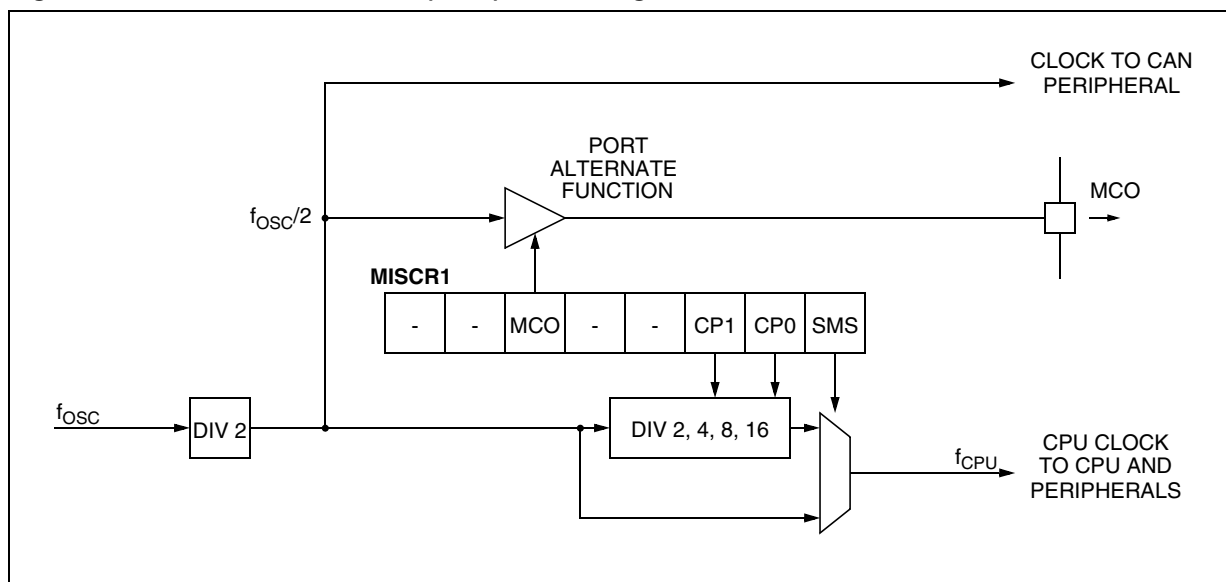 CLOCK TO CAN
PERIPHERAL
PORT
ALTERNATE
FUNCTION
MCO
fOSC/2
MISCR1
- - MCO - - CP1 CP0 SMS
fOSC
DIV 2
DIV 2, 4, 8, 16
fCPU
CPU CLOCK
TO CPU AND
PERIPHERALS